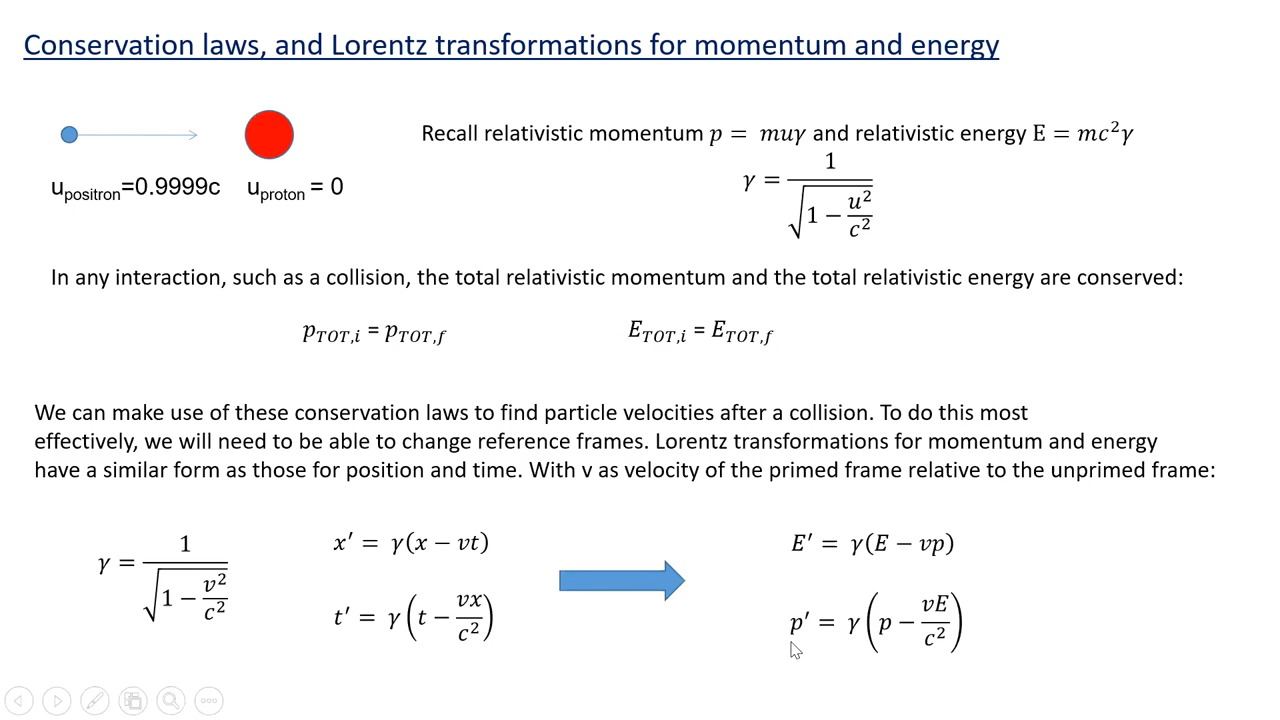 Conservation laws, and Lorentz transformations for momentum and energy
Recall relativistic momentum p = muγ and relativistic energy E = mc²γ
γ = 1 / √(1 − u²/c²)
u_positron=0.9999c u_proton = 0
In any interaction, such as a collision, the total relativistic momentum and the total relativistic energy are conserved:
p_TOT,i = p_TOT,f E_TOT,i = E_TOT,f
We can make use of these conservation laws to find particle velocities after a collision. To do this most
effectively, we will need to be able to change reference frames. Lorentz transformations for momentum and energy
have a similar form as those for position and time. With v as velocity of the primed frame relative to the unprimed frame:
γ = 1 / √(1 − v²/c²)
x′ = γ(x − vt)
t′ = γ(t − vx/c²)
E′ = γ(E − vp)
p′ = γ(p − vE/c²)